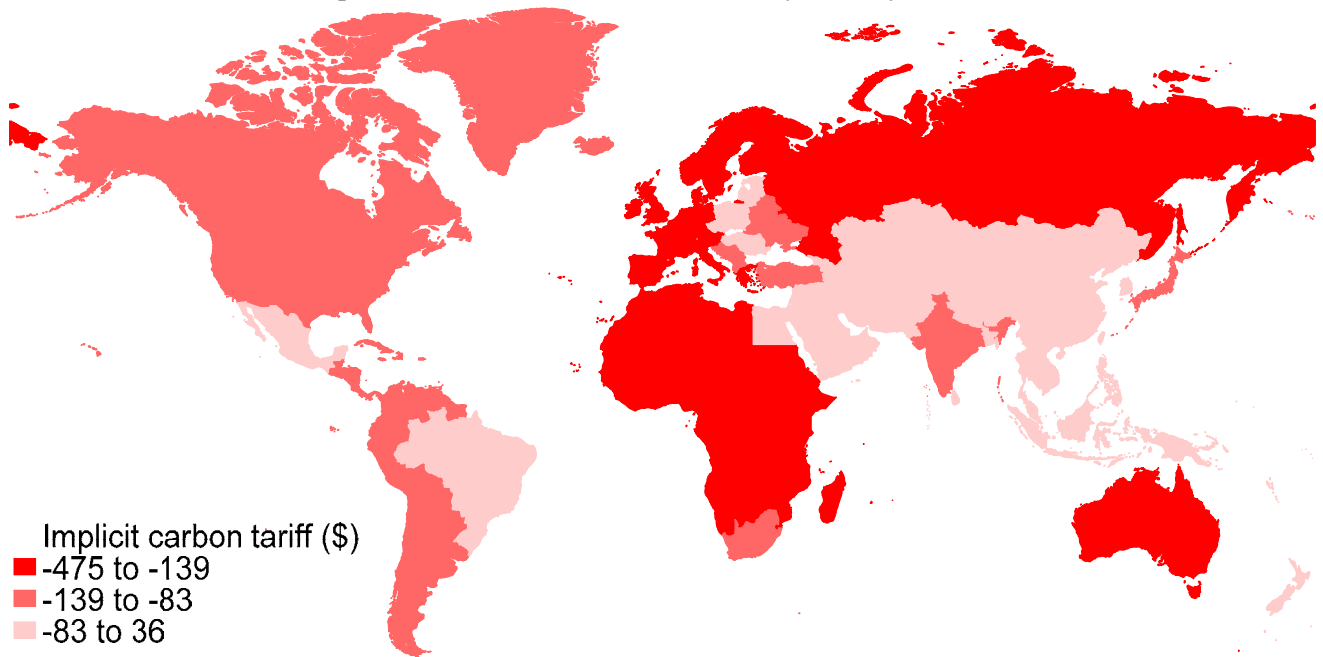 Implicit carbon tariff ($)
-475 to -139
-139 to -83
-83 to 36